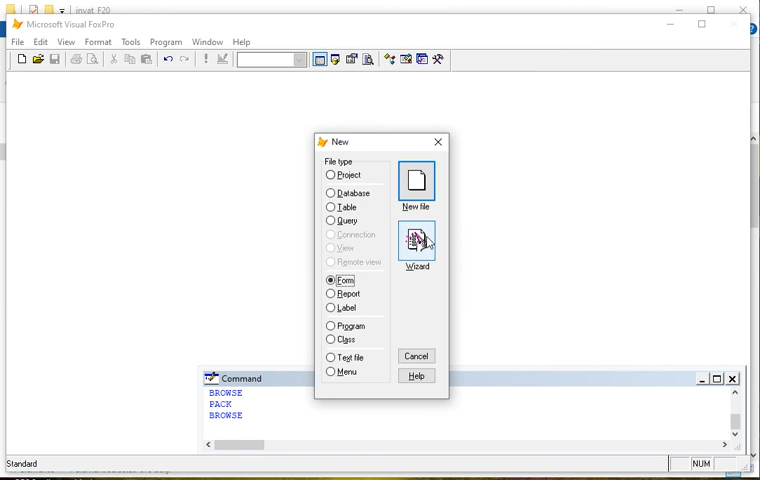 invat_F20
Microsoft Visual FoxPro
File Edit View Format Tools Program Window Help
New
File type
Project
Database
Table
Query
Connection
View
Remote view
Form
Report
Label
Program
Class
Text file
Menu
New file
Wizard
Cancel
Help
Command
BROWSE
PACK
BROWSE
Standard
NUM